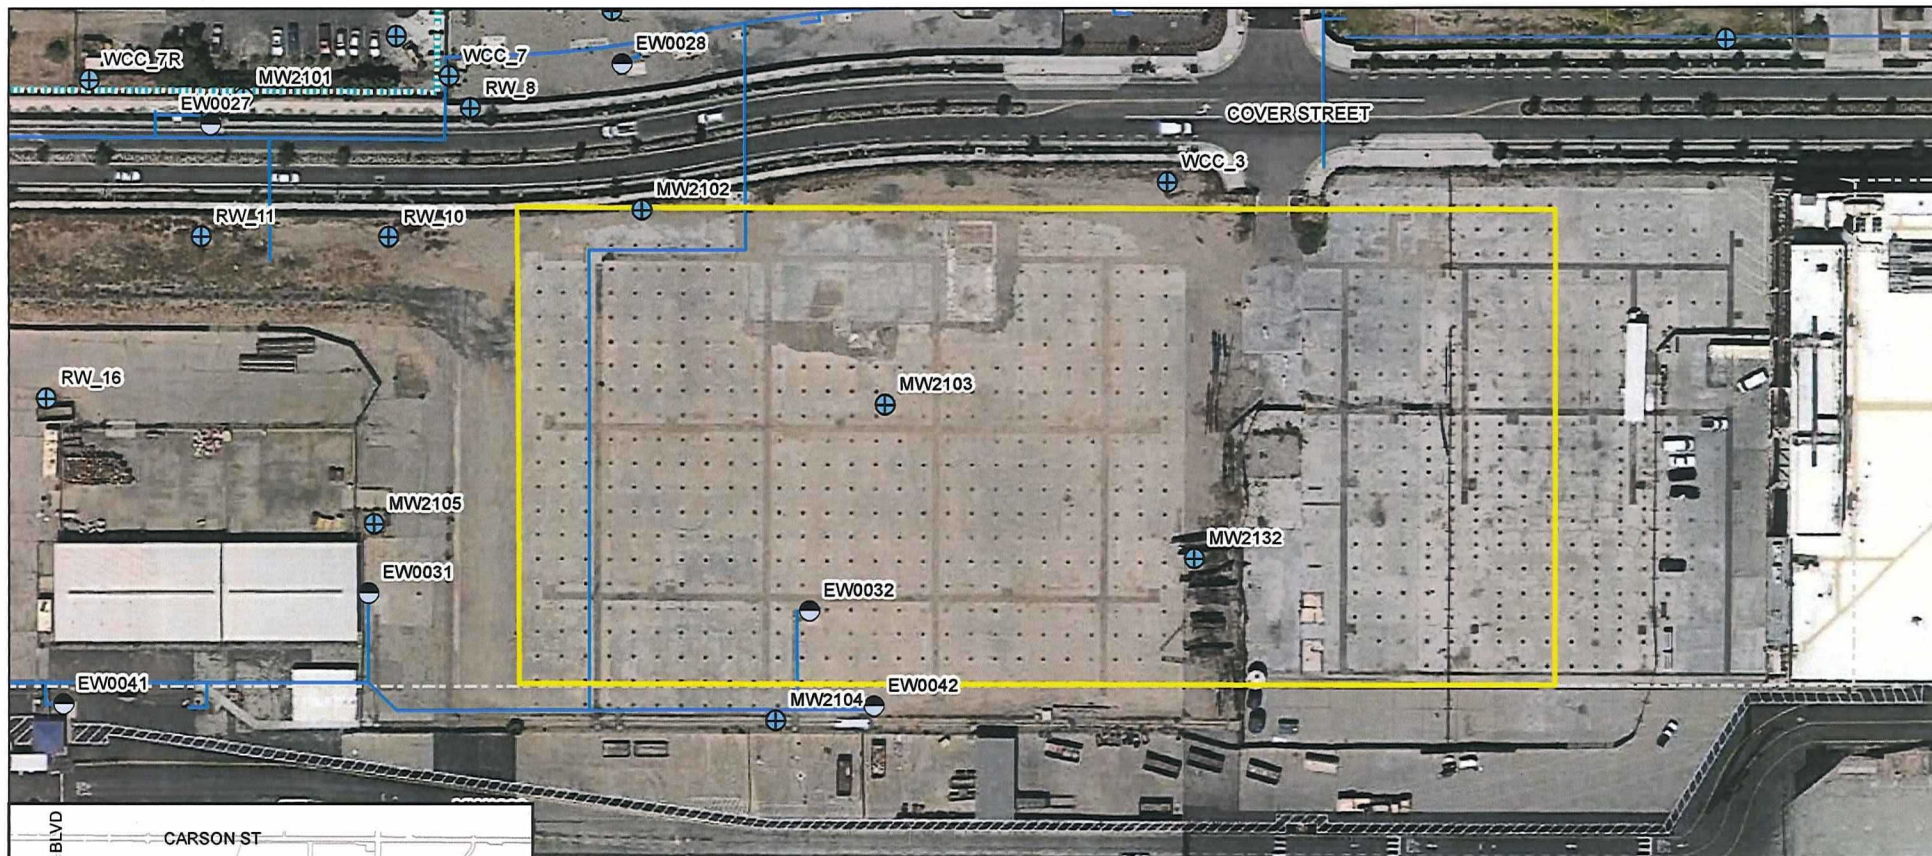 EW0028
WCC_7
WCC_7R
MW2101
RW_8
EW0027
COVER STREET
WCC_3
MW2102
RW_11
RW_10
RW_16
MW2103
MW2105
MW2132
EW0031
EW0032
EW0041
EW0042
MW2104
BLVD
CARSON ST